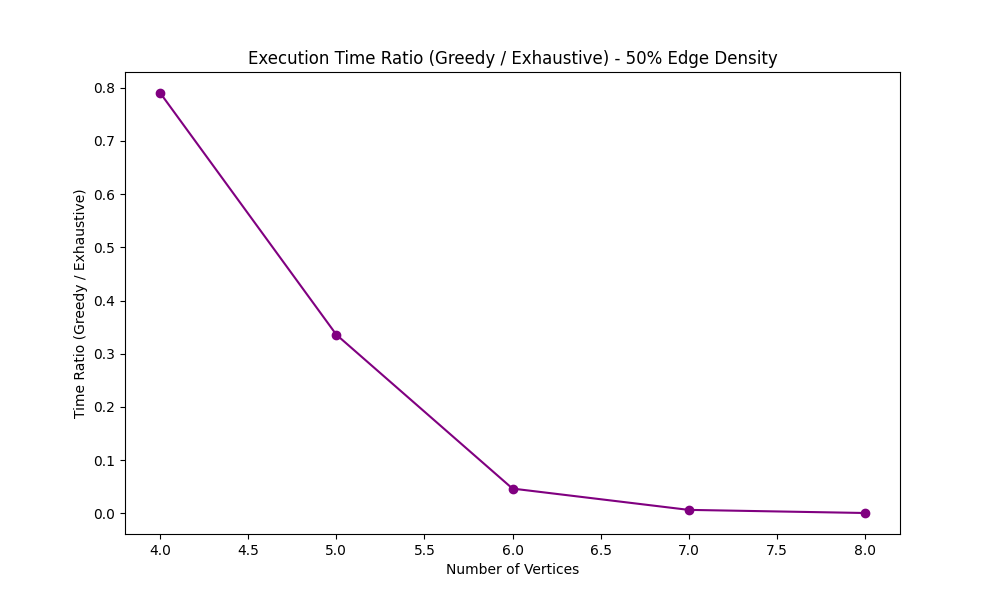 Execution Time Ratio (Greedy / Exhaustive) - 50% Edge Density
Time Ratio (Greedy / Exhaustive)
0.8
0.7
0.6
0.5
0.4
0.3
0.2
0.1
0.0
4.0 4.5 5.0 5.5 6.0 6.5 7.0 7.5 8.0
Number of Vertices